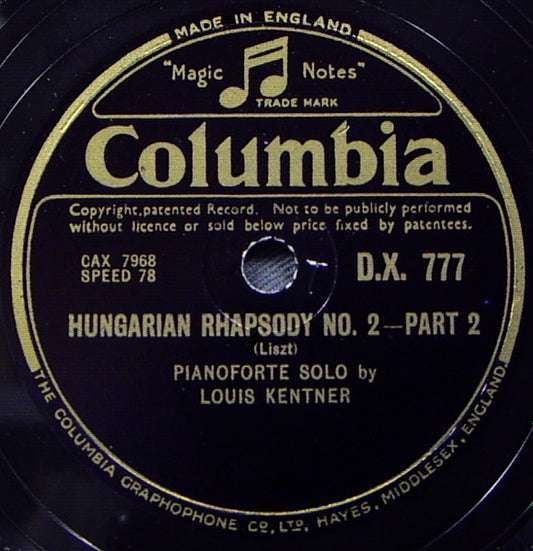 MADE IN ENGLAND.
"Magic Notes"
TRADE MARK
Columbia
Copyright,patented Record. Not to be publicly performed
without licence or sold below price fixed by patentees.
CAX 7968
SPEED 78
D.X. 777
HUNGARIAN RHAPSODY NO. 2—PART 2
(Liszt)
PIANOFORTE SOLO by
LOUIS KENTNER
THE COLUMBIA GRAPHOPHONE CO, LTD, HAYES, MIDDLESEX, ENGLAND.